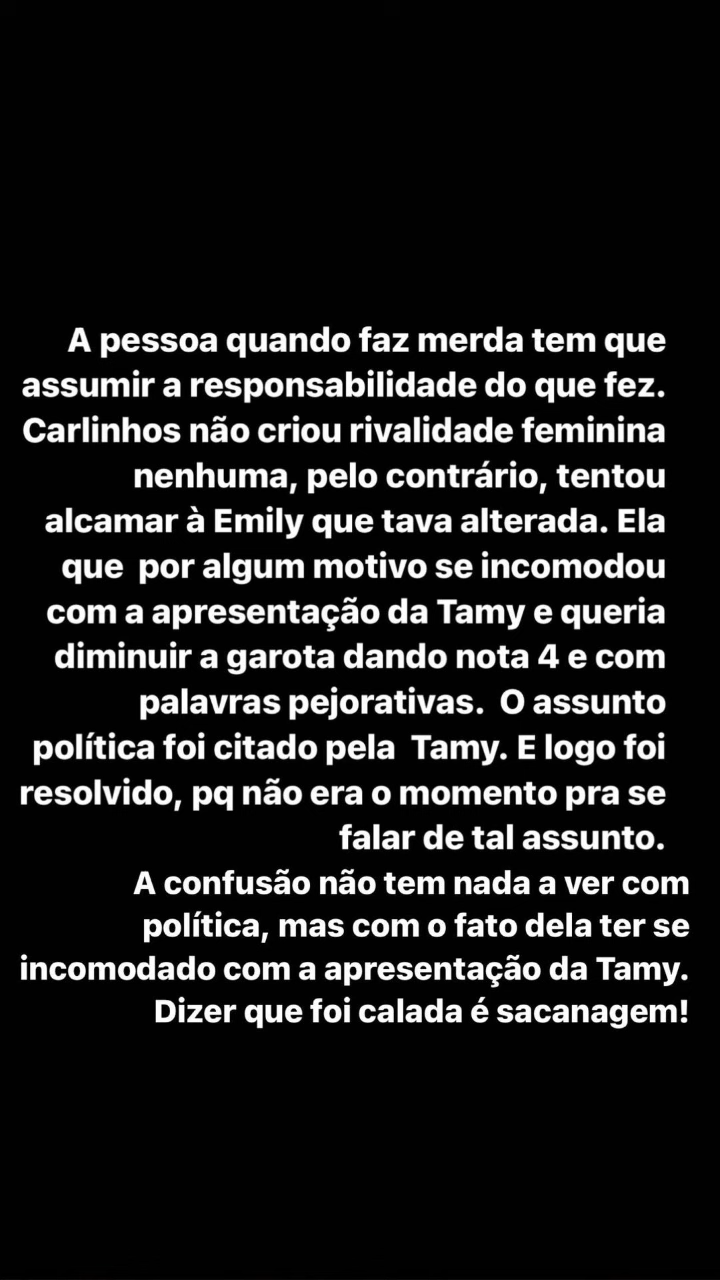 A pessoa quando faz merda tem que
assumir a responsabilidade do que fez.
Carlinhos não criou rivalidade feminina
nenhuma, pelo contrário, tentou
alcamar à Emily que tava alterada. Ela
que  por algum motivo se incomodou
com a apresentação da Tamy e queria
diminuir a garota dando nota 4 e com
palavras pejorativas.  O assunto
política foi citado pela  Tamy. E logo foi
resolvido, pq não era o momento pra se
falar de tal assunto.
A confusão não tem nada a ver com
política, mas com o fato dela ter se
incomodado com a apresentação da Tamy.
Dizer que foi calada é sacanagem!